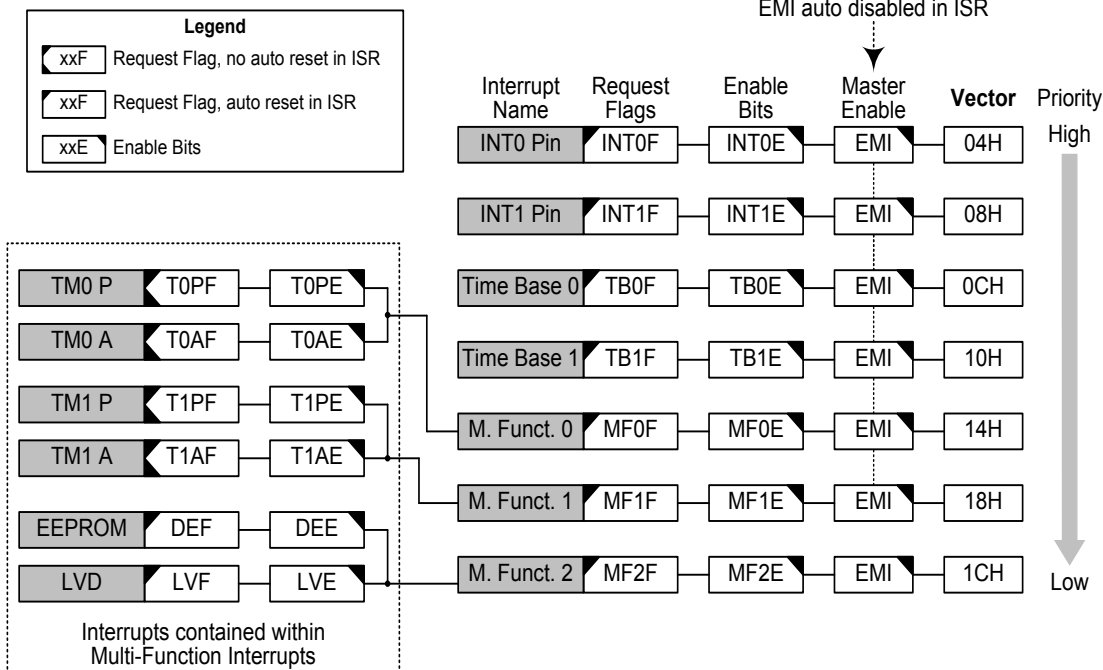 EMI auto disabled in ISR
Legend
xxF Request Flag, no auto reset in ISR
xxF Request Flag, auto reset in ISR
xxE Enable Bits
Interrupt Name Request Flags Enable Bits Master Enable Vector Priority
INT0 Pin INT0F INT0E EMI 04H High
INT1 Pin INT1F INT1E EMI 08H
TM0 P T0PF T0PE Time Base 0 TB0F TB0E EMI 0CH
TM0 A T0AF T0AE Time Base 1 TB1F TB1E EMI 10H
TM1 P T1PF T1PE M. Funct. 0 MF0F MF0E EMI 14H
TM1 A T1AF T1AE M. Funct. 1 MF1F MF1E EMI 18H
EEPROM DEF DEE
LVD LVF LVE M. Funct. 2 MF2F MF2E EMI 1CH Low
Interrupts contained within
Multi-Function Interrupts